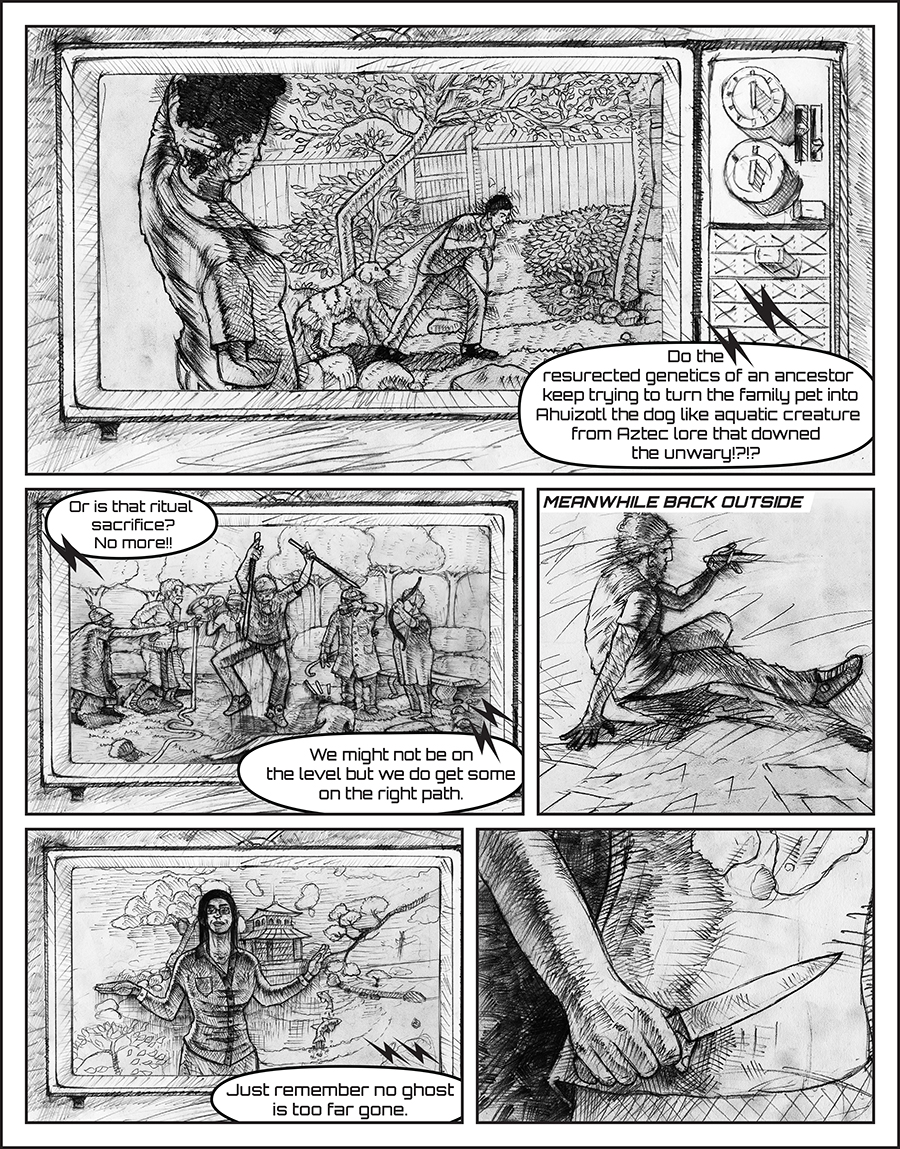 Do the
resurected genetics of an ancestor
keep trying to turn the family pet into
Ahuizotl the dog like aquatic creature
from Aztec lore that downed
the unwary!?!?
Or is that ritual
sacrifice?
No more!!
We might not be on
the level but we do get some
on the right path.
MEANWHILE BACK OUTSIDE
Just remember no ghost
is too far gone.